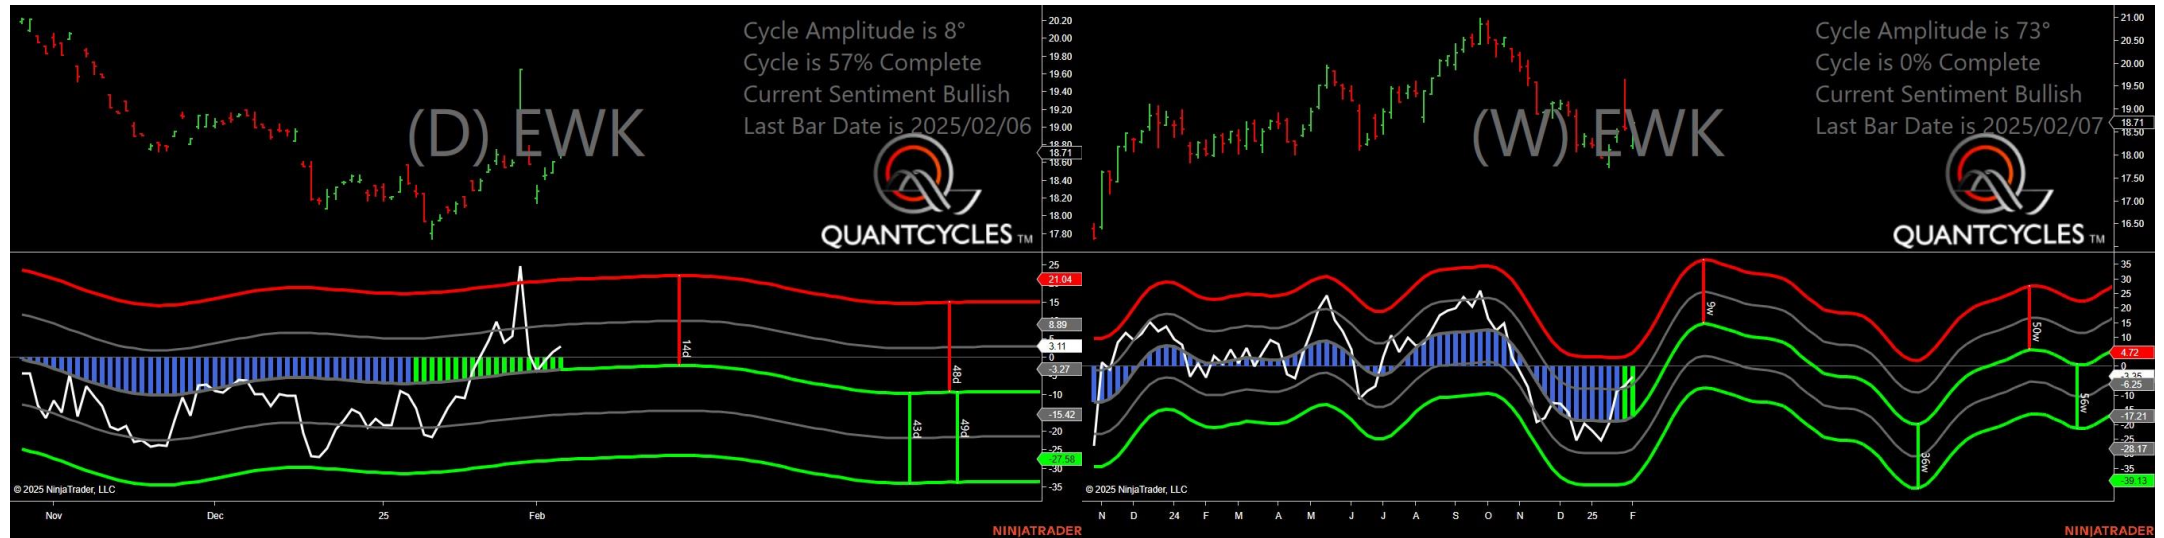 Cycle Amplitude is 8°
Cycle is 57% Complete
Current Sentiment Bullish
Last Bar Date is 2025/02/06
(D) EWK
QUANTCYCLES TM
20.20
20.00
19.80
19.60
19.40
19.20
19.00
18.80
18.71
18.60
18.40
18.20
18.00
17.80
25
21.04
15
8.89
3.11
0
-3.27
-10
-15.42
-20
-27.58
-30
-35
14d
48d
43d
49d
© 2025 NinjaTrader, LLC
Nov
Dec
25
Feb
NINJATRADER
Cycle Amplitude is 73°
Cycle is 0% Complete
Current Sentiment Bullish
Last Bar Date is 2025/02/07
(W) EWK
QUANTCYCLES TM
21.00
20.50
20.00
19.50
19.00
18.71
18.50
18.00
17.50
17.00
16.50
35
30
25
20
15
10
4.72
0
-6.25
-10
-17.21
-20
-25
-28.17
-35
-39.13
9w
50w
36w
56w
© 2025 NinjaTrader, LLC
N
D
24
F
M
A
M
J
J
A
S
O
N
D
25
F
NINJATRADER